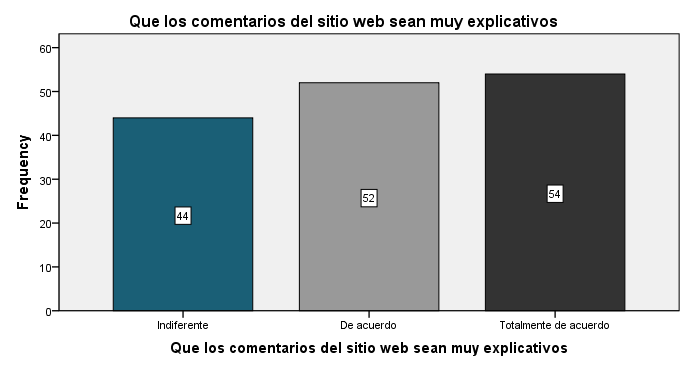 Que los comentarios del sitio web sean muy explicativos
60
50
40
30
20
10
0
Frequency
44
52
54
Indiferente
De acuerdo
Totalmente de acuerdo
Que los comentarios del sitio web sean muy explicativos